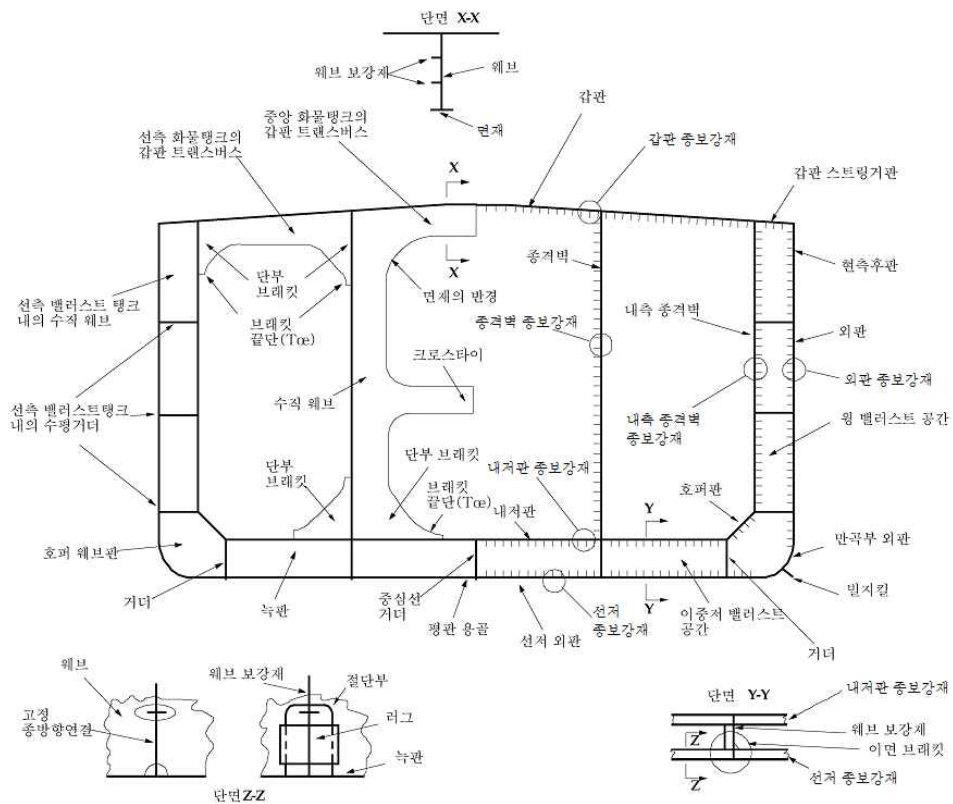 단면 X-X
웨브 보강재
웨브
면재
중앙 화물탱크의
갑판 트랜스버스
선측 화물탱크의
갑판 트랜스버스
갑판
갑판 종보강재
갑판 스트링거판
X
X
단부
브래킷
브래킷
끝단(Toe)
면재의 반경
종격벽
종격벽 종보강재
내측 종격벽
현측후판
외판
외판 종보강재
내측 종격벽
종보강재
윙 밸러스트 공간
선측 밸러스트 탱크
내의 수직 웨브
선측 밸러스트탱크
내의 수평거더
크로스타이
수직 웨브
단부
브래킷
단부 브래킷
브래킷
끝단(Toe)
내저판 종보강재
내저판
호퍼판
Y
Y
호퍼 웨브판
거더
늑판
중심선
거더
평판 용골
선저 외판
선저
종보강재
이중저 밸러스트
공간
거더
만곡부 외판
빌지킬
웨브
고정
종방향연결
웨브 보강재
절단부
러그
늑판
단면Z-Z
단면 Y-Y
내저판 종보강재
웨브 보강재
이면 브래킷
선저 종보강재
Z
Z